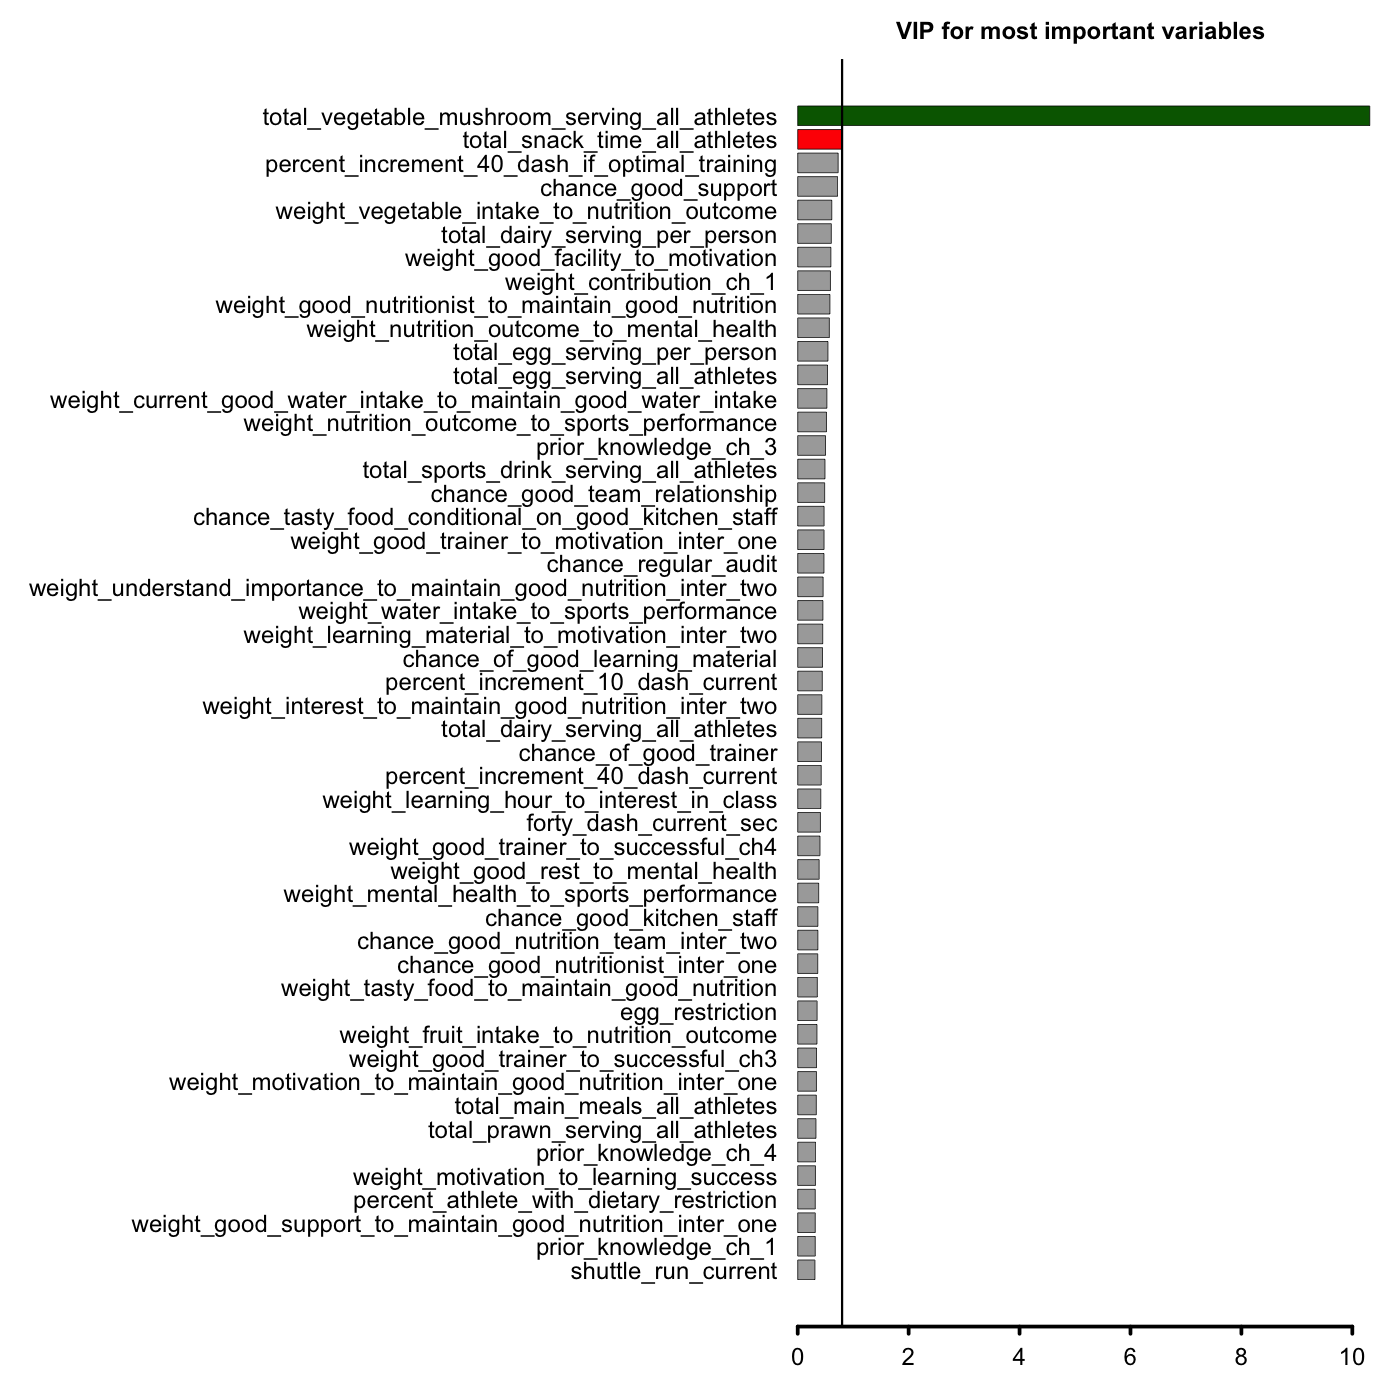 VIP for most important variables
total_vegetable_mushroom_serving_all_athletes
total_snack_time_all_athletes
percent_increment_40_dash_if_optimal_training
chance_good_support
weight_vegetable_intake_to_nutrition_outcome
total_dairy_serving_per_person
weight_good_facility_to_motivation
weight_contribution_ch_1
weight_good_nutritionist_to_maintain_good_nutrition
weight_nutrition_outcome_to_mental_health
total_egg_serving_per_person
total_egg_serving_all_athletes
weight_current_good_water_intake_to_maintain_good_water_intake
weight_nutrition_outcome_to_sports_performance
prior_knowledge_ch_3
total_sports_drink_serving_all_athletes
chance_good_team_relationship
chance_tasty_food_conditional_on_good_kitchen_staff
weight_good_trainer_to_motivation_inter_one
chance_regular_audit
weight_understand_importance_to_maintain_good_nutrition_inter_two
weight_water_intake_to_sports_performance
weight_learning_material_to_motivation_inter_two
chance_of_good_learning_material
percent_increment_10_dash_current
weight_interest_to_maintain_good_nutrition_inter_two
total_dairy_serving_all_athletes
chance_of_good_trainer
percent_increment_40_dash_current
weight_learning_hour_to_interest_in_class
forty_dash_current_sec
weight_good_trainer_to_successful_ch4
weight_good_rest_to_mental_health
weight_mental_health_to_sports_performance
chance_good_kitchen_staff
chance_good_nutrition_team_inter_two
chance_good_nutritionist_inter_one
weight_tasty_food_to_maintain_good_nutrition
egg_restriction
weight_fruit_intake_to_nutrition_outcome
weight_good_trainer_to_successful_ch3
weight_motivation_to_maintain_good_nutrition_inter_one
total_main_meals_all_athletes
total_prawn_serving_all_athletes
prior_knowledge_ch_4
weight_motivation_to_learning_success
percent_athlete_with_dietary_restriction
weight_good_support_to_maintain_good_nutrition_inter_one
prior_knowledge_ch_1
shuttle_run_current
0 2 4 6 8 10